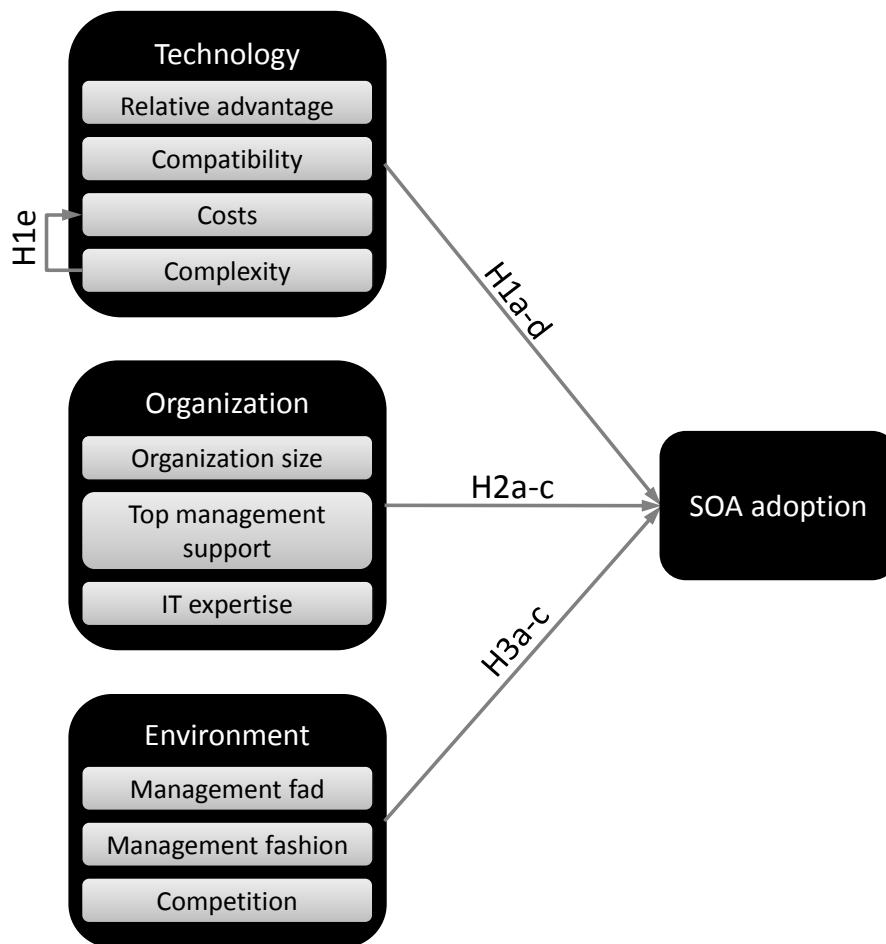 Technology
Relative advantage
Compatibility
Costs
Complexity
H1e
H1a-d
Organization
Organization size
Top management
support
IT expertise
H2a-c
SOA adoption
H3a-c
Environment
Management fad
Management fashion
Competition